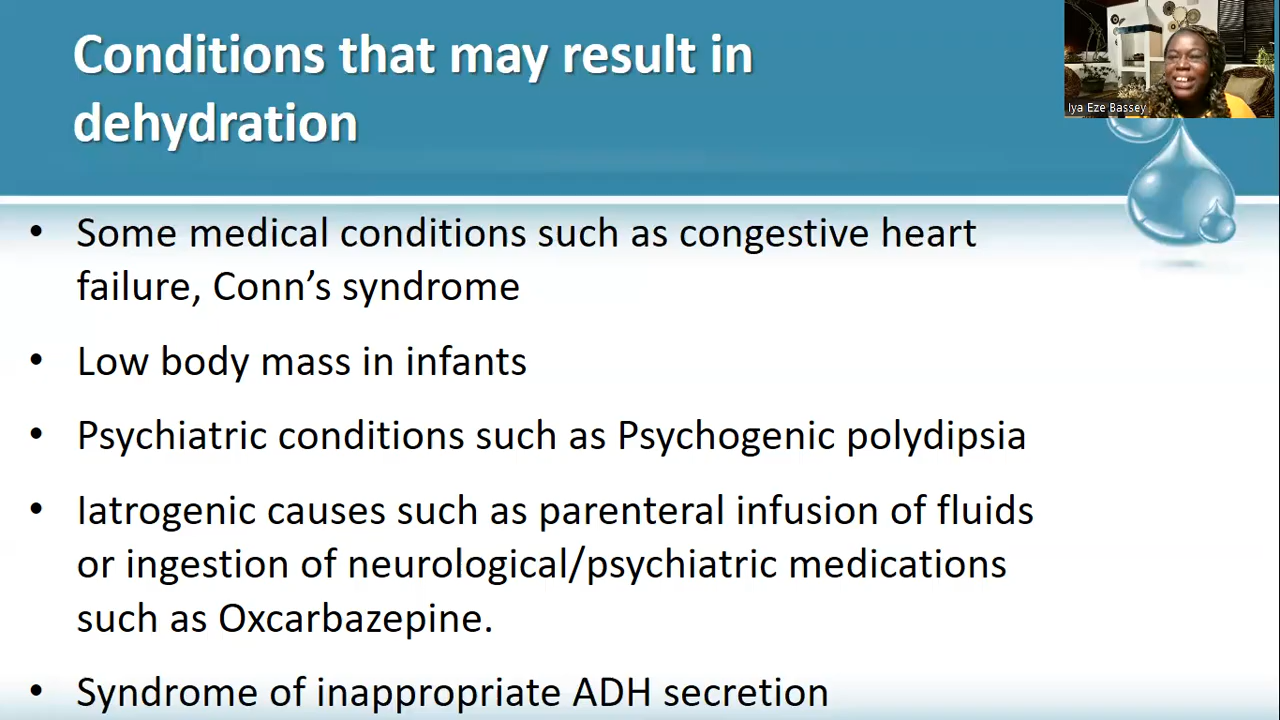 Conditions that may result in
dehydration
Iya Eze Bassey
• Some medical conditions such as congestive heart
failure, Conn’s syndrome
• Low body mass in infants
• Psychiatric conditions such as Psychogenic polydipsia
• Iatrogenic causes such as parenteral infusion of fluids
or ingestion of neurological/psychiatric medications
such as Oxcarbazepine.
• Syndrome of inappropriate ADH secretion